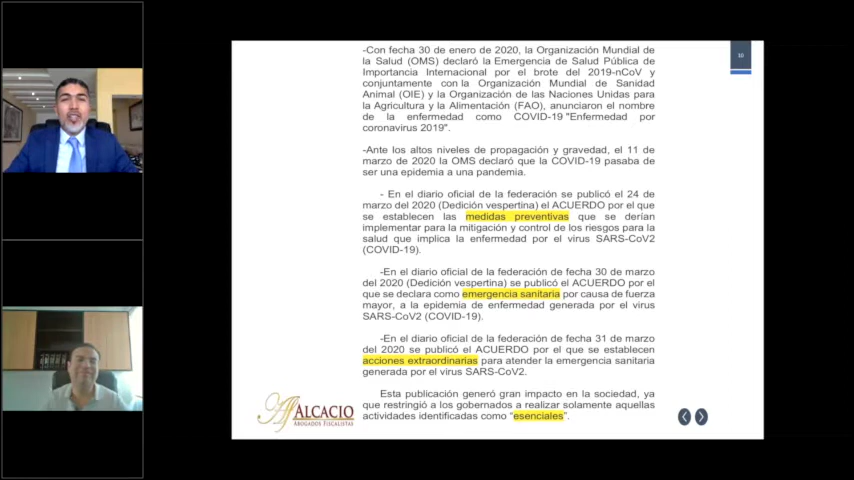 10
-Con fecha 30 de enero de 2020, la Organización Mundial de
la Salud (OMS) declaró la Emergencia de Salud Pública de
Importancia Internacional por el brote del 2019-nCoV y
conjuntamente con la Organización Mundial de Sanidad
Animal (OIE) y la Organización de las Naciones Unidas para
la Agricultura y la Alimentación (FAO), anunciaron el nombre
de la enfermedad como COVID-19 "Enfermedad por
coronavirus 2019".
-Ante los altos niveles de propagación y gravedad, el 11 de
marzo de 2020 la OMS declaró que la COVID-19 pasaba de
ser una epidemia a una pandemia.
- En el diario oficial de la federación se publicó el 24 de
marzo del 2020 (Dedición vespertina) el ACUERDO por el que
se establecen las medidas preventivas que se derían
implementar para la mitigación y control de los riesgos para la
salud que implica la enfermedad por el virus SARS-CoV2
(COVID-19).
-En el diario oficial de la federación de fecha 30 de marzo
del 2020 (Dedición vespertina) se publicó el ACUERDO por el
que se declara como emergencia sanitaria por causa de fuerza
mayor, a la epidemia de enfermedad generada por el virus
SARS-CoV2 (COVID-19).
-En el diario oficial de la federación de fecha 31 de marzo
del 2020 se publicó el ACUERDO por el que se establecen
acciones extraordinarias para atender la emergencia sanitaria
generada por el virus SARS-CoV2.
Esta publicación generó gran impacto en la sociedad, ya
que restringió a los gobernados a realizar solamente aquellas
actividades identificadas como "esenciales".
ALCACIO
ABOGADOS FISCALISTAS